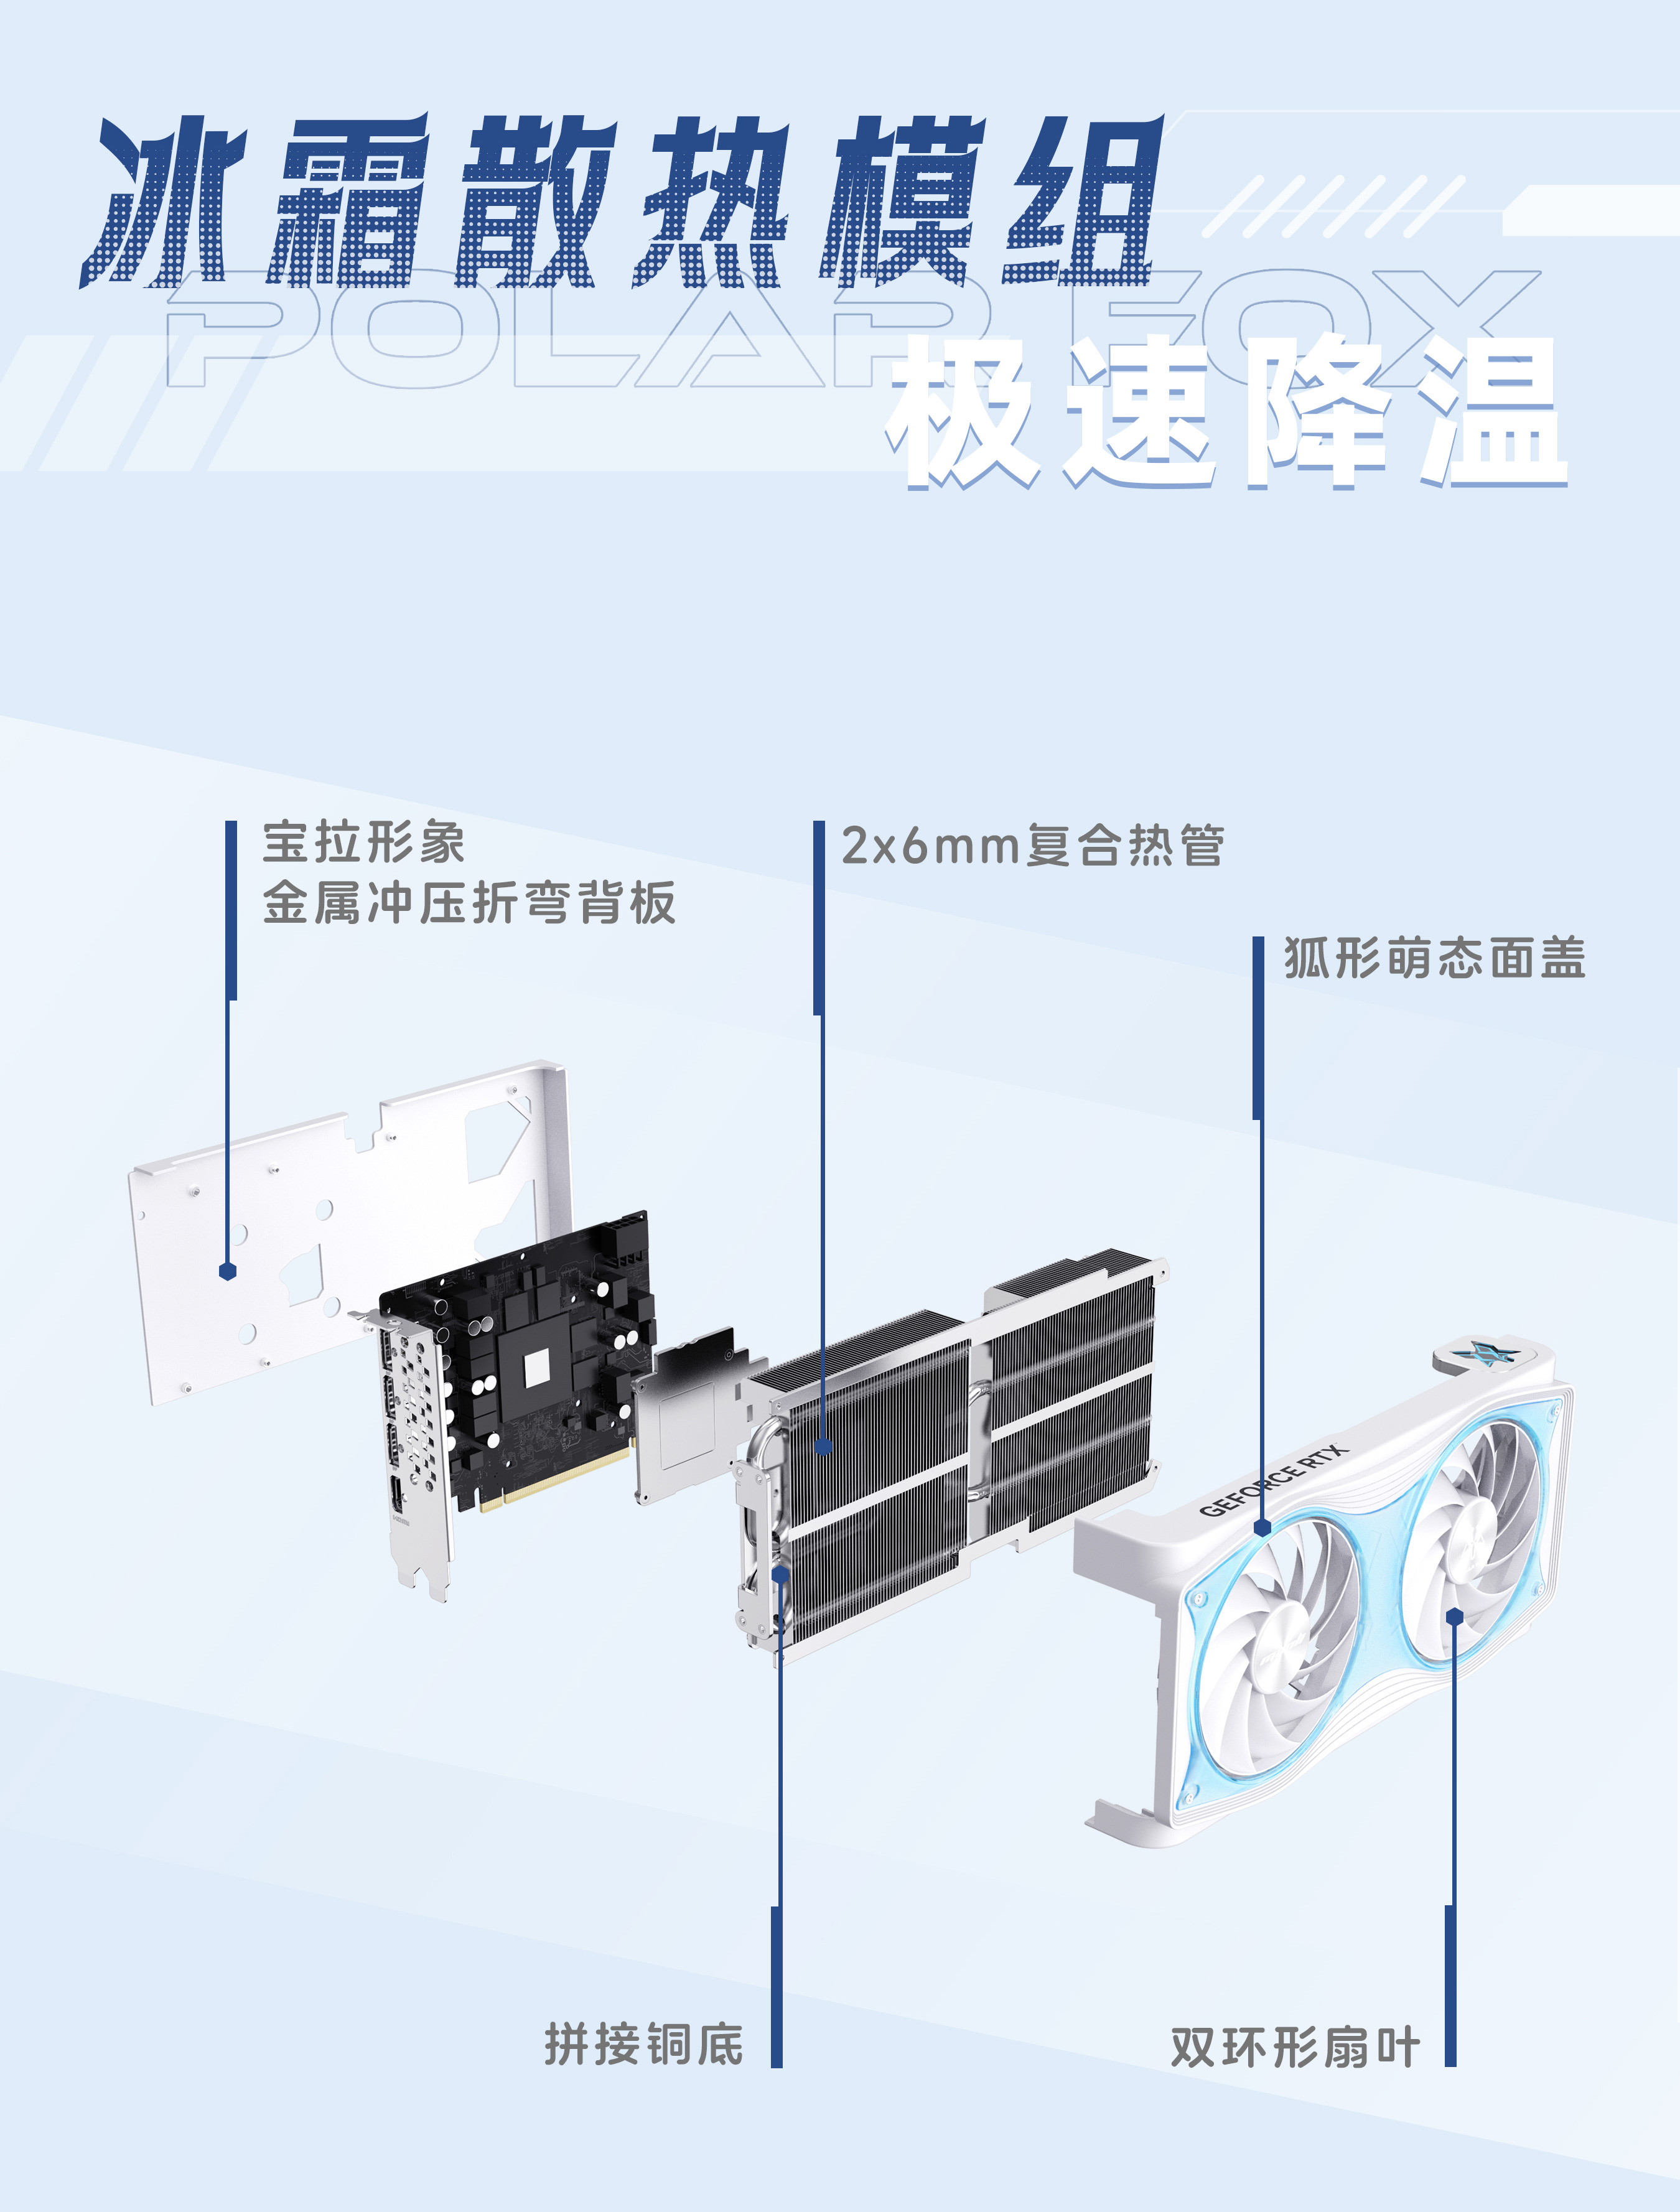 冰霜散热模组
POLAR FOX
极速降温
宝拉形象
金属冲压折弯背板
2x6mm复合热管
狐形萌态面盖
GEFORCE RTX
拼接铜底
双环形扇叶